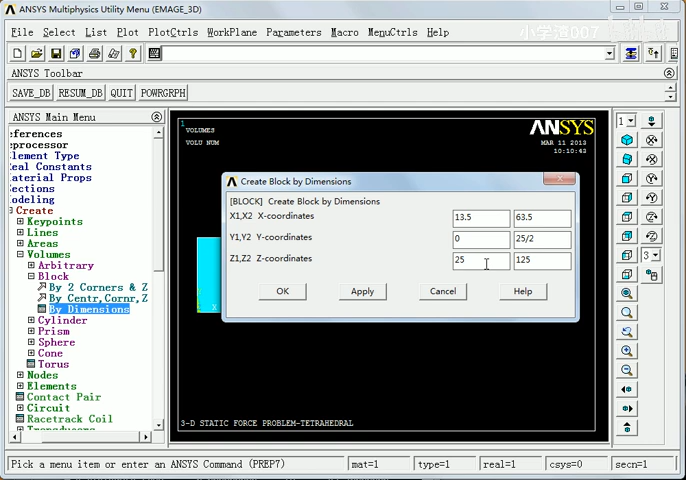 ANSYS Multiphysics Utility Menu (EMAGE_3D)
File Select List Plot PlotCtrls WorkPlane Parameters Macro MenuCtrls Help
小学渣007
ANSYS Toolbar
SAVE_DB RESUM_DB QUIT POWRGRPH
ANSYS Main Menu
eferences
eprocessor
lement Type
eal Constants
aterial Props
ections
odeling
Create
Keypoints
Lines
Areas
Volumes
Arbitrary
Block
By 2 Corners & Z
By Centr,Cornr,Z
By Dimensions
Cylinder
Prism
Sphere
Cone
Torus
Nodes
Elements
Contact Pair
Circuit
Racetrack Coil
Transducers
1
VOLUMES
VOLU NUM
ANSYS
MAR 11 2013
10:10:43
Create Block by Dimensions
[BLOCK] Create Block by Dimensions
X1,X2 X-coordinates 13.5 63.5
Y1,Y2 Y-coordinates 0 25/2
Z1,Z2 Z-coordinates 25 125
OK Apply Cancel Help
X
3-D STATIC FORCE PROBLEM-TETRAHEDRAL
1
3
Pick a menu item or enter an ANSYS Command (PREP7) mat=1 type=1 real=1 csys=0 secn=1